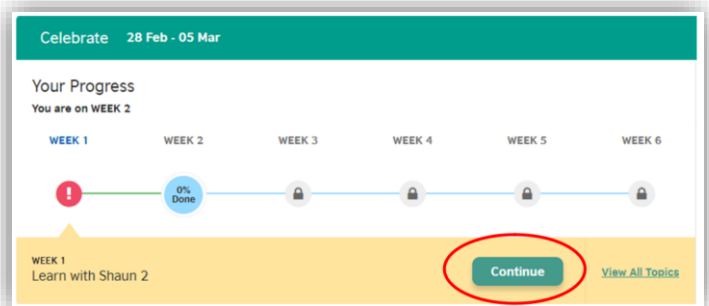 Celebrate 28 Feb - 05 Mar
Your Progress
You are on WEEK 2
WEEK 1 WEEK 2 WEEK 3 WEEK 4 WEEK 5 WEEK 6
! 0%
Done
WEEK 1
Learn with Shaun 2
Continue
View All Topics